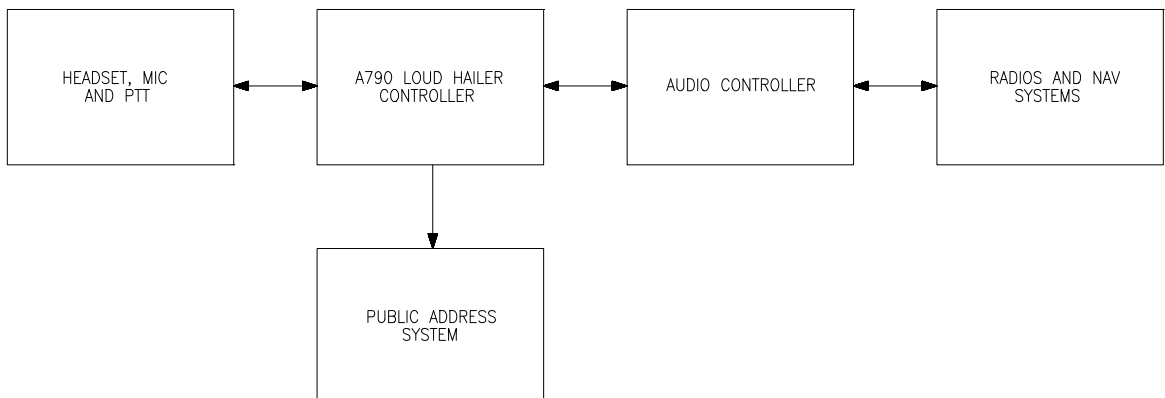 HEADSET, MIC
AND PTT
A790 LOUD HAILER
CONTROLLER
AUDIO CONTROLLER
RADIOS AND NAV
SYSTEMS
PUBLIC ADDRESS
SYSTEM